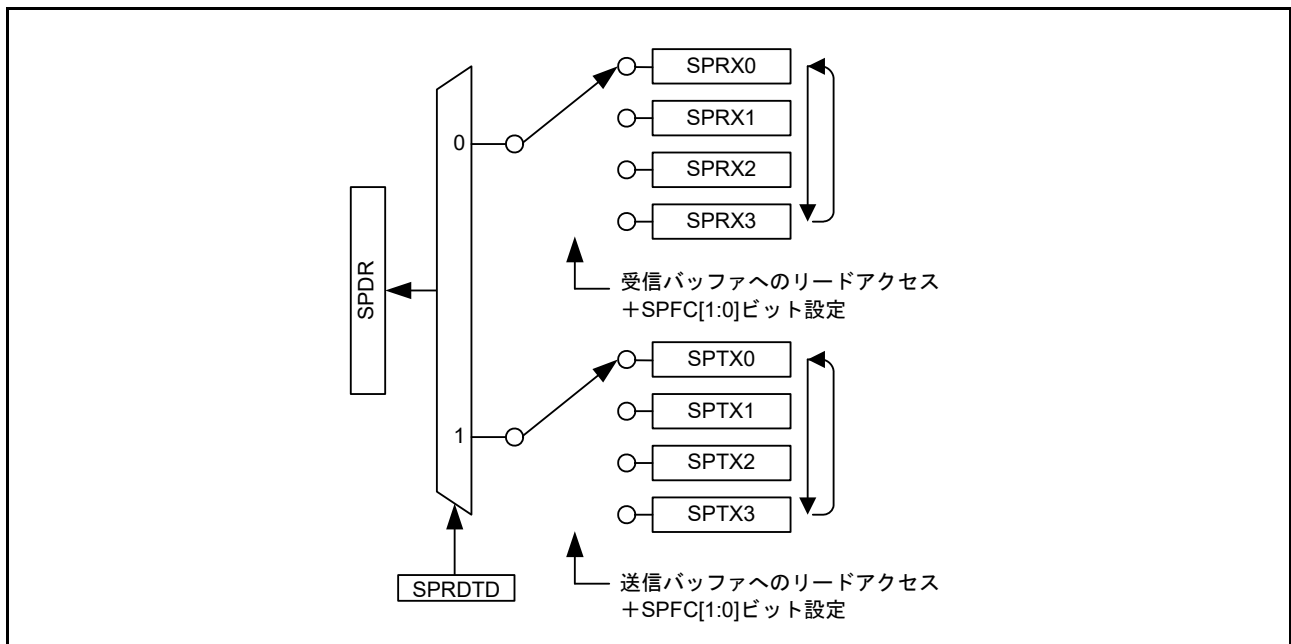 SPRX0
SPRX1
SPRX2
SPRX3
0
SPDR
受信バッファへのリードアクセス
+SPFC[1:0]ビット設定
SPTX0
SPTX1
SPTX2
SPTX3
1
SPRDTD
送信バッファへのリードアクセス
+SPFC[1:0]ビット設定